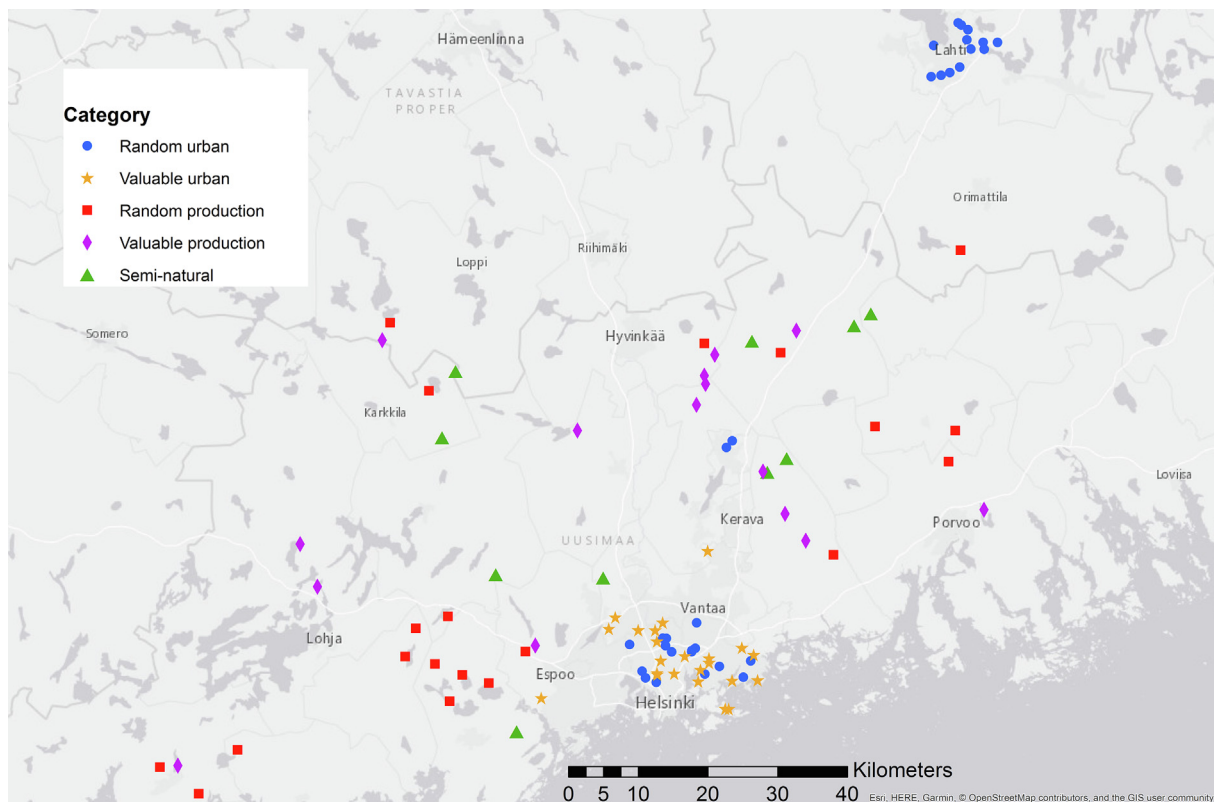 Hämeenlinna
Lahti
TAVASTIA
PROPER
Category
Random urban
Valuable urban
Random production
Valuable production
Semi-natural
Orimattila
Riihimäki
Loppi
Somero
Hyvinkää
Karkkila
Loviisa
Kerava
Porvoo
UUSIMAA
Vantaa
Lohja
Espoo
Helsinki
Kilometers
0 5 10 20 30 40
Esri, HERE, Garmin, © OpenStreetMap contributors, and the GIS user community